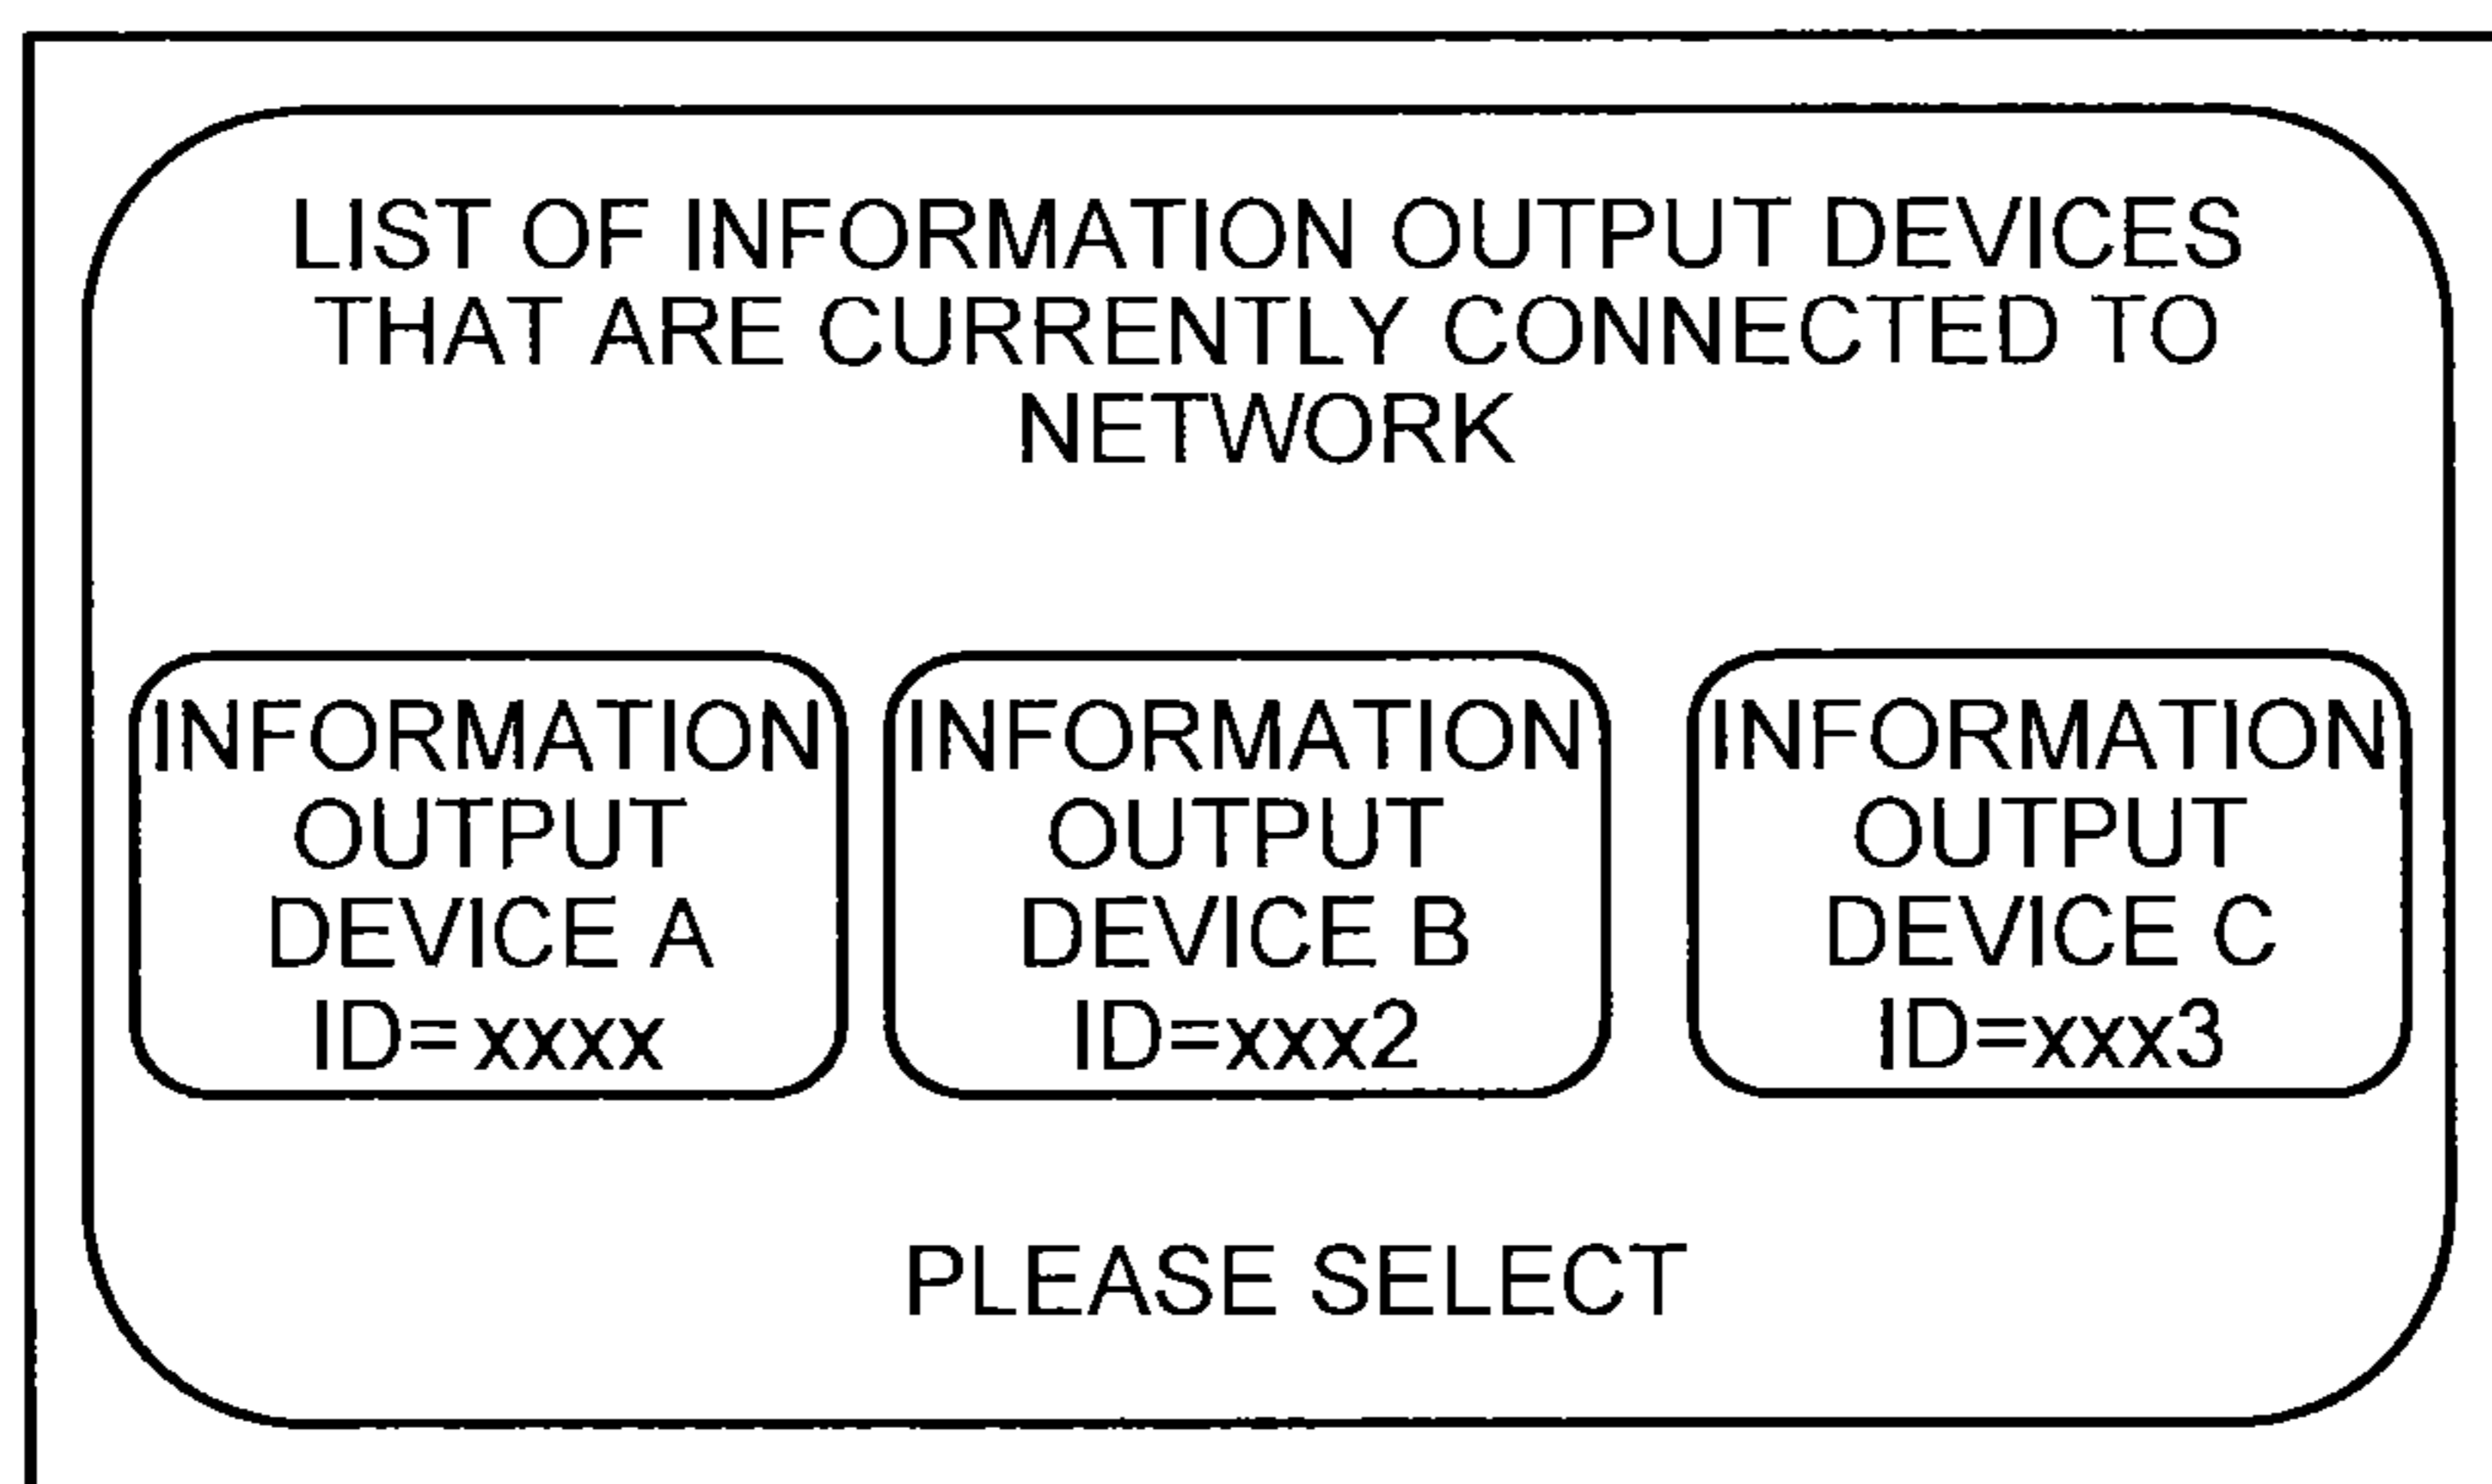 LIST OF INFORMATION OUTPUT DEVICES
THAT ARE CURRENTLY CONNECTED TO
NETWORK
INFORMATION
OUTPUT
DEVICE A
ID=xxxx
INFORMATION
OUTPUT
DEVICE B
ID=xxx2
INFORMATION
OUTPUT
DEVICE C
ID=xxx3
PLEASE SELECT